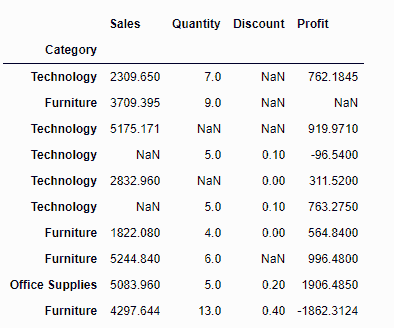 Sales Quantity Discount Profit
Category
Technology 2309.650 7.0 NaN 762.1845
Furniture 3709.395 9.0 NaN NaN
Technology 5175.171 NaN NaN 919.9710
Technology NaN 5.0 0.10 -96.5400
Technology 2832.960 NaN 0.00 311.5200
Technology NaN 5.0 0.10 763.2750
Furniture 1822.080 4.0 0.00 564.8400
Furniture 5244.840 6.0 NaN 996.4800
Office Supplies 5083.960 5.0 0.20 1906.4850
Furniture 4297.644 13.0 0.40 -1862.3124